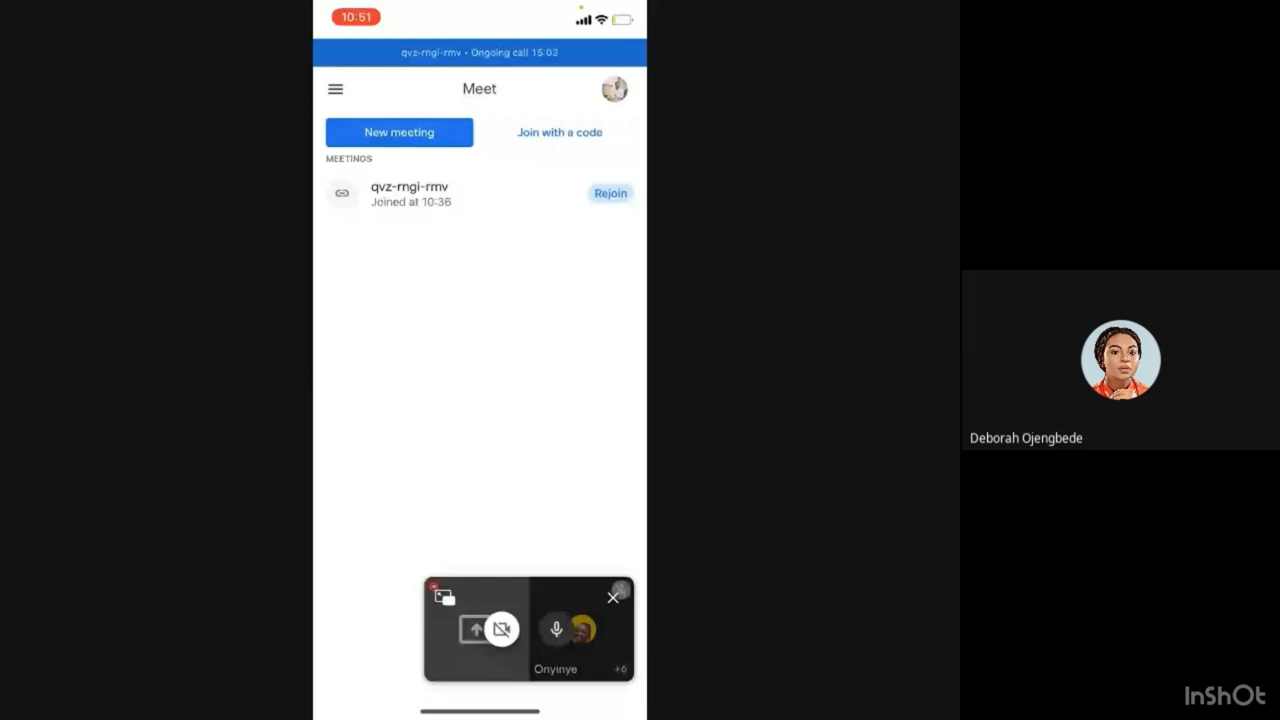 10:51
qvz-rngi-rmv • Ongoing call 15:03
Meet
New meeting
Join with a code
MEETINGS
qvz-rngi-rmv
Joined at 10:36
Rejoin
Onyinye
+6
Deborah Ojengbede
InShOt